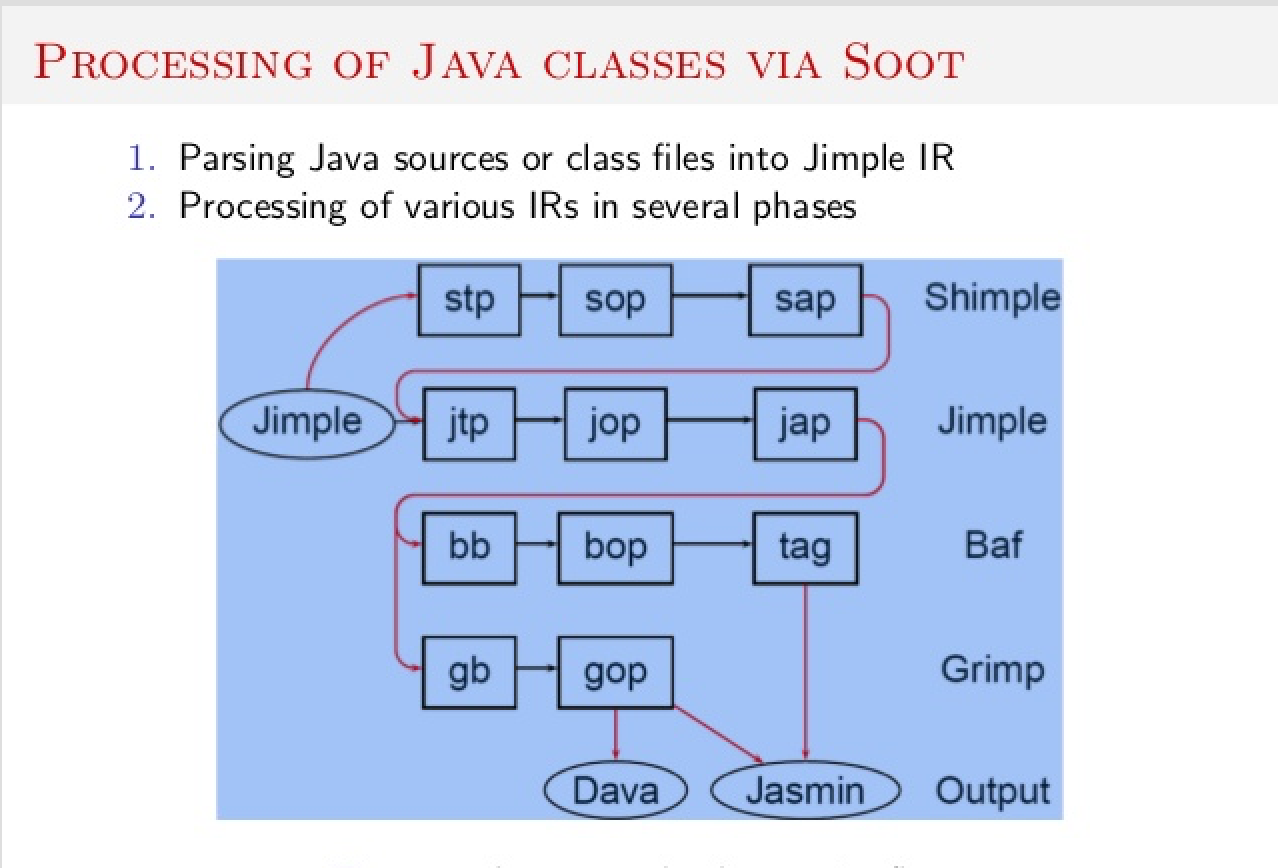 PROCESSING OF JAVA CLASSES VIA SOOT
1. Parsing Java sources or class files into Jimple IR
2. Processing of various IRs in several phases
stp sop sap Shimple
Jimple jtp jop jap Jimple
bb bop tag Baf
gb gop Grimp
Dava Jasmin Output